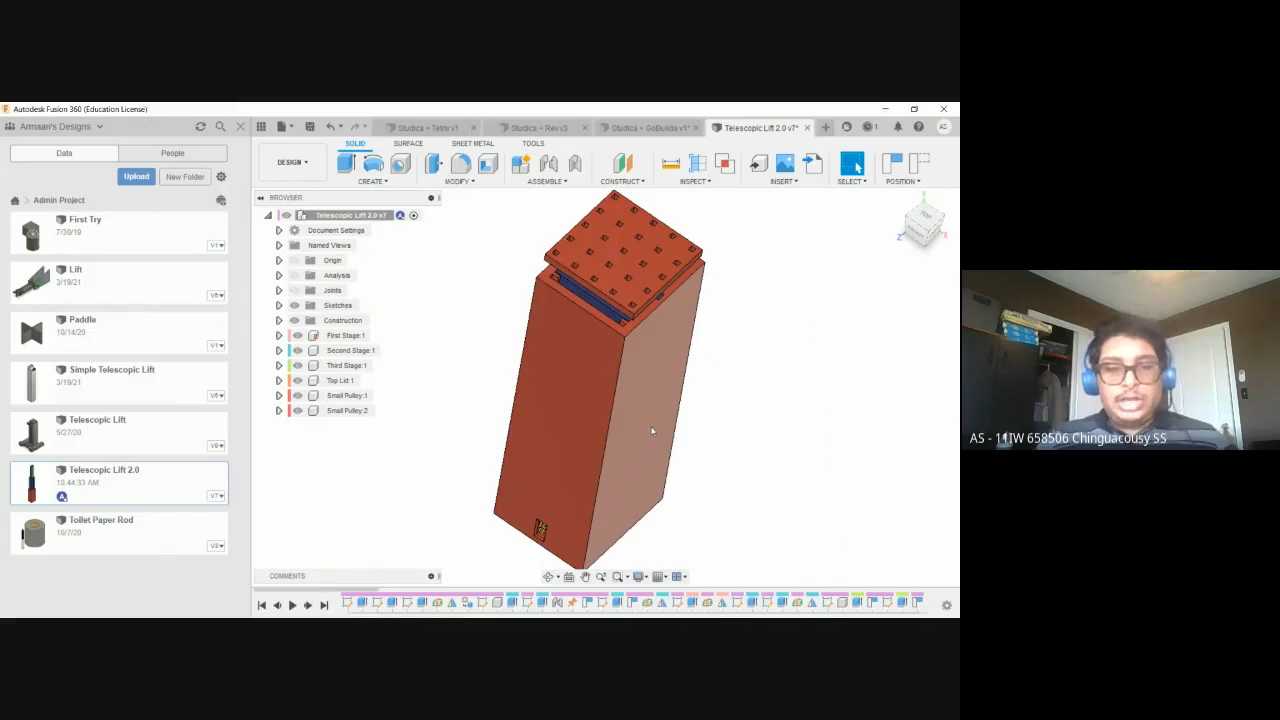 Autodesk Fusion 360 (Education License)
Armaan's Designs
Studica + Tetrix v1
Studica + Rev v3
Studica + GoBuilda v1*
Telescopic Lift 2.0 v7*
1
AS
Data
People
Upload
New Folder
Admin Project
First Try
7/30/19
V1
Lift
3/19/21
Paddle
10/14/20
V1
Simple Telescopic Lift
3/19/21
Telescopic Lift
5/27/20
Telescopic Lift 2.0
10:44:33 AM
V7
Toilet Paper Rod
10/7/20
V3
DESIGN
SOLID
SURFACE
SHEET METAL
TOOLS
CREATE
MODIFY
ASSEMBLE
CONSTRUCT
INSPECT
INSERT
SELECT
POSITION
BROWSER
Telescopic Lift 2.0 v7
Document Settings
Named Views
Origin
Analysis
Joints
Sketches
Construction
First Stage:1
Second Stage:1
Third Stage:1
Top Lid:1
Small Pulley:1
Small Pulley:2
TOP
FRONT
Z
X
COMMENTS
AS - 11IW 658506 Chinguacousy SS